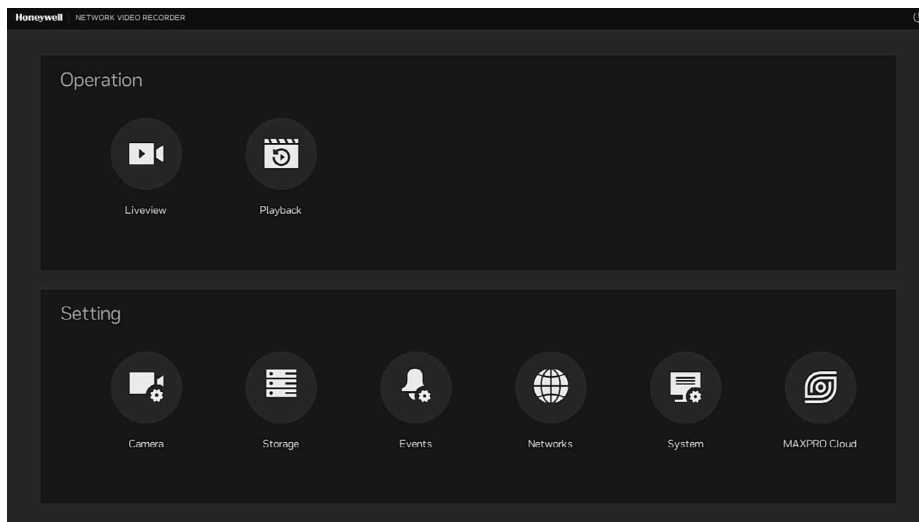 Honeywell | NETWORK VIDEO RECORDER
Operation
Liveview Playback
Setting
Camera Storage Events Networks System MAXPRO Cloud